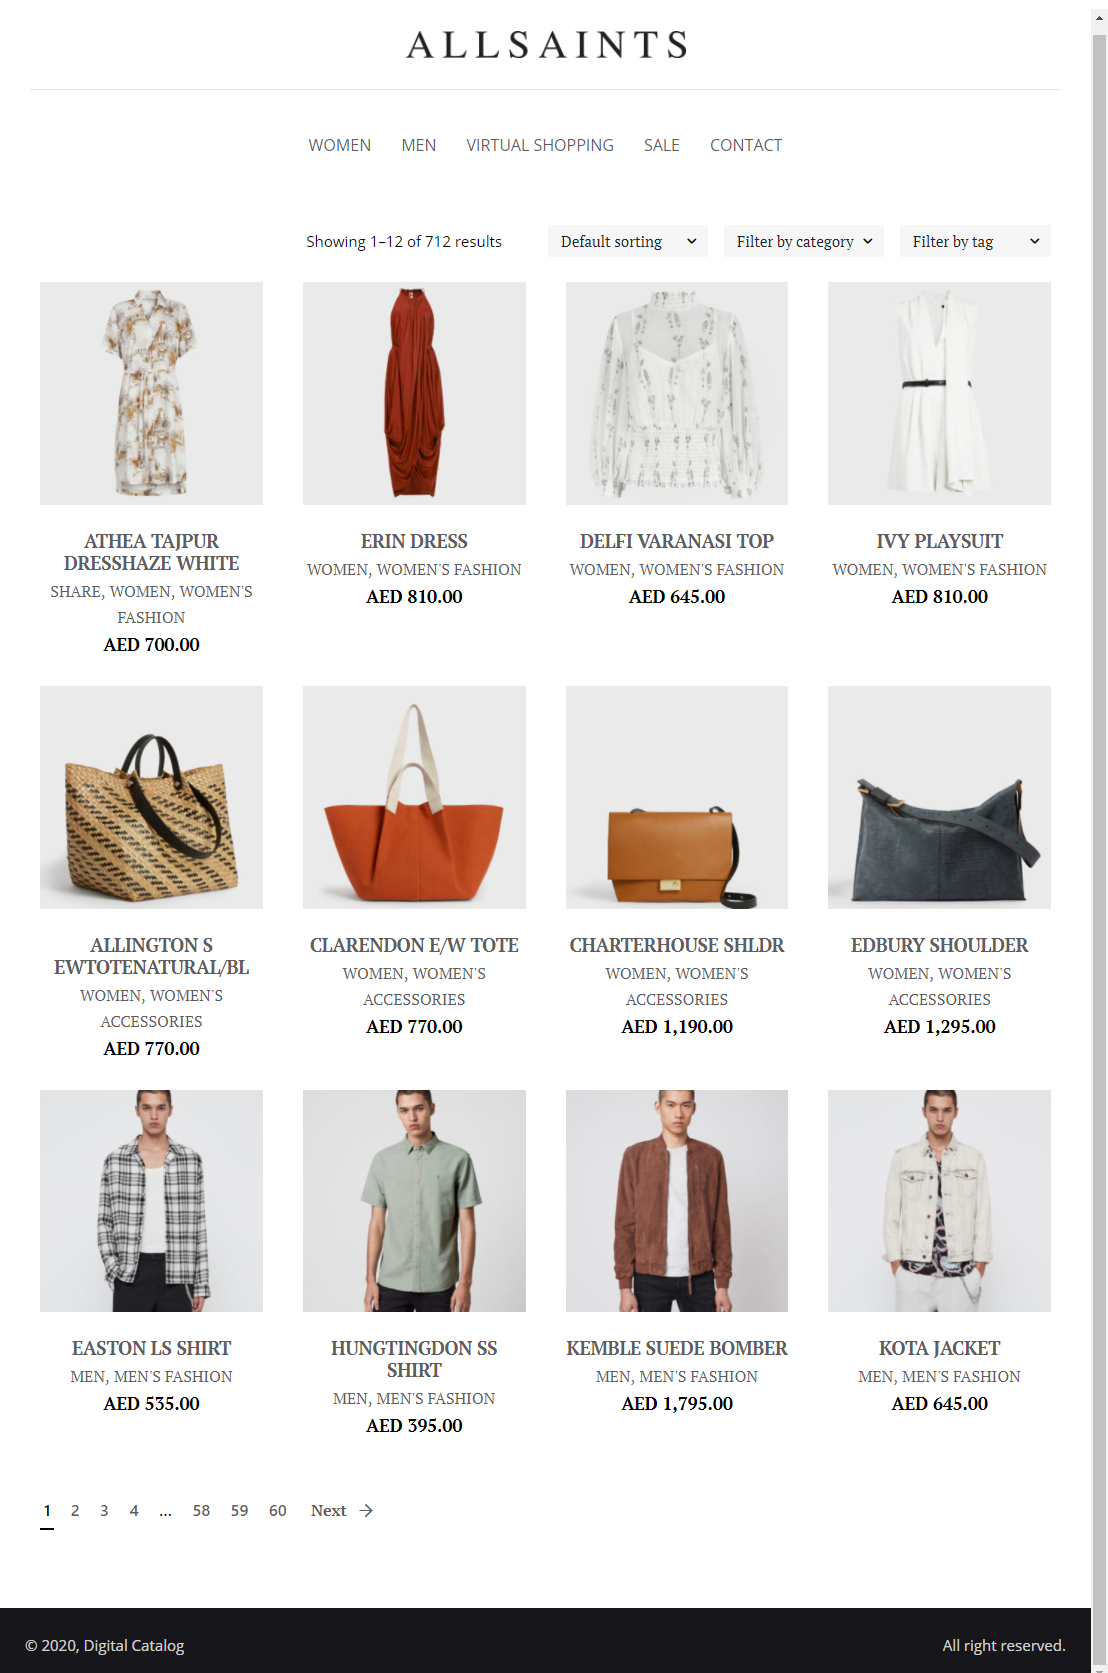 ALLSAINTS
WOMEN MEN VIRTUAL SHOPPING SALE CONTACT
Showing 1–12 of 712 results Default sorting Filter by category Filter by tag
ATHEA TAJPUR
DRESSHAZE WHITE
SHARE, WOMEN, WOMEN'S
FASHION
AED 700.00
ERIN DRESS
WOMEN, WOMEN'S FASHION
AED 810.00
DELFI VARANASI TOP
WOMEN, WOMEN'S FASHION
AED 645.00
IVY PLAYSUIT
WOMEN, WOMEN'S FASHION
AED 810.00
ALLINGTON S
EWTOTENATURAL/BL
WOMEN, WOMEN'S
ACCESSORIES
AED 770.00
CLARENDON E/W TOTE
WOMEN, WOMEN'S
ACCESSORIES
AED 770.00
CHARTERHOUSE SHLDR
WOMEN, WOMEN'S
ACCESSORIES
AED 1,190.00
EDBURY SHOULDER
WOMEN, WOMEN'S
ACCESSORIES
AED 1,295.00
EASTON LS SHIRT
MEN, MEN'S FASHION
AED 535.00
HUNGTINGDON SS
SHIRT
MEN, MEN'S FASHION
AED 395.00
KEMBLE SUEDE BOMBER
MEN, MEN'S FASHION
AED 1,795.00
KOTA JACKET
MEN, MEN'S FASHION
AED 645.00
1 2 3 4 ... 58 59 60 Next →
© 2020, Digital Catalog All right reserved.